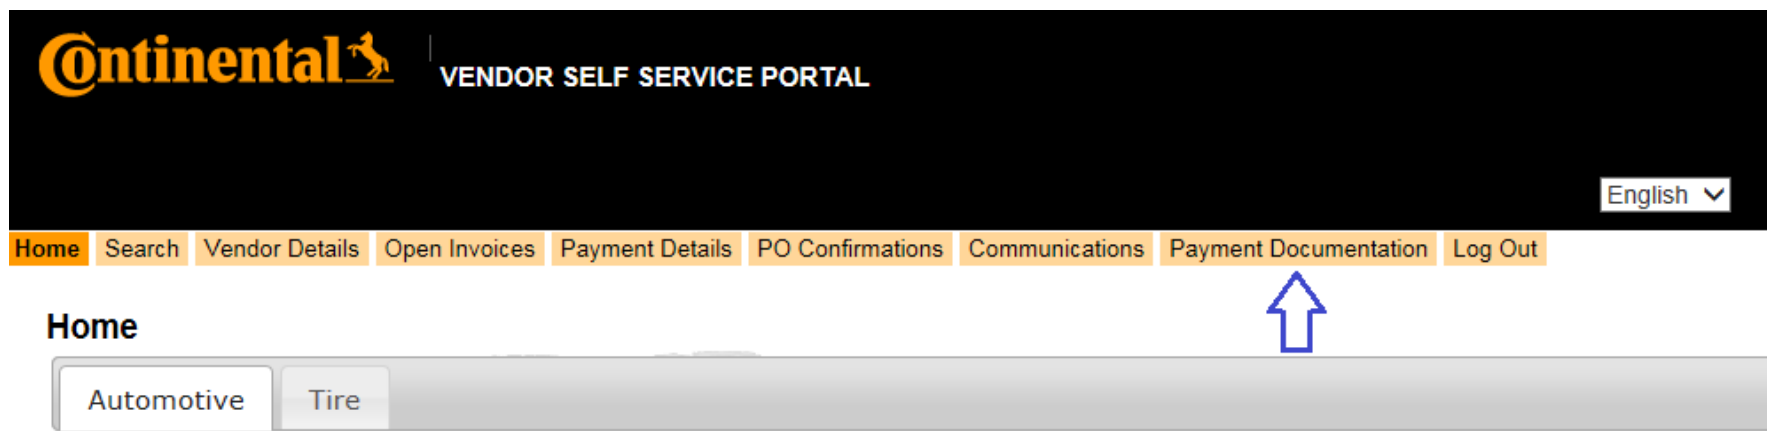 Continental
VENDOR SELF SERVICE PORTAL
English
Home Search Vendor Details Open Invoices Payment Details PO Confirmations Communications Payment Documentation Log Out
Home
Automotive Tire